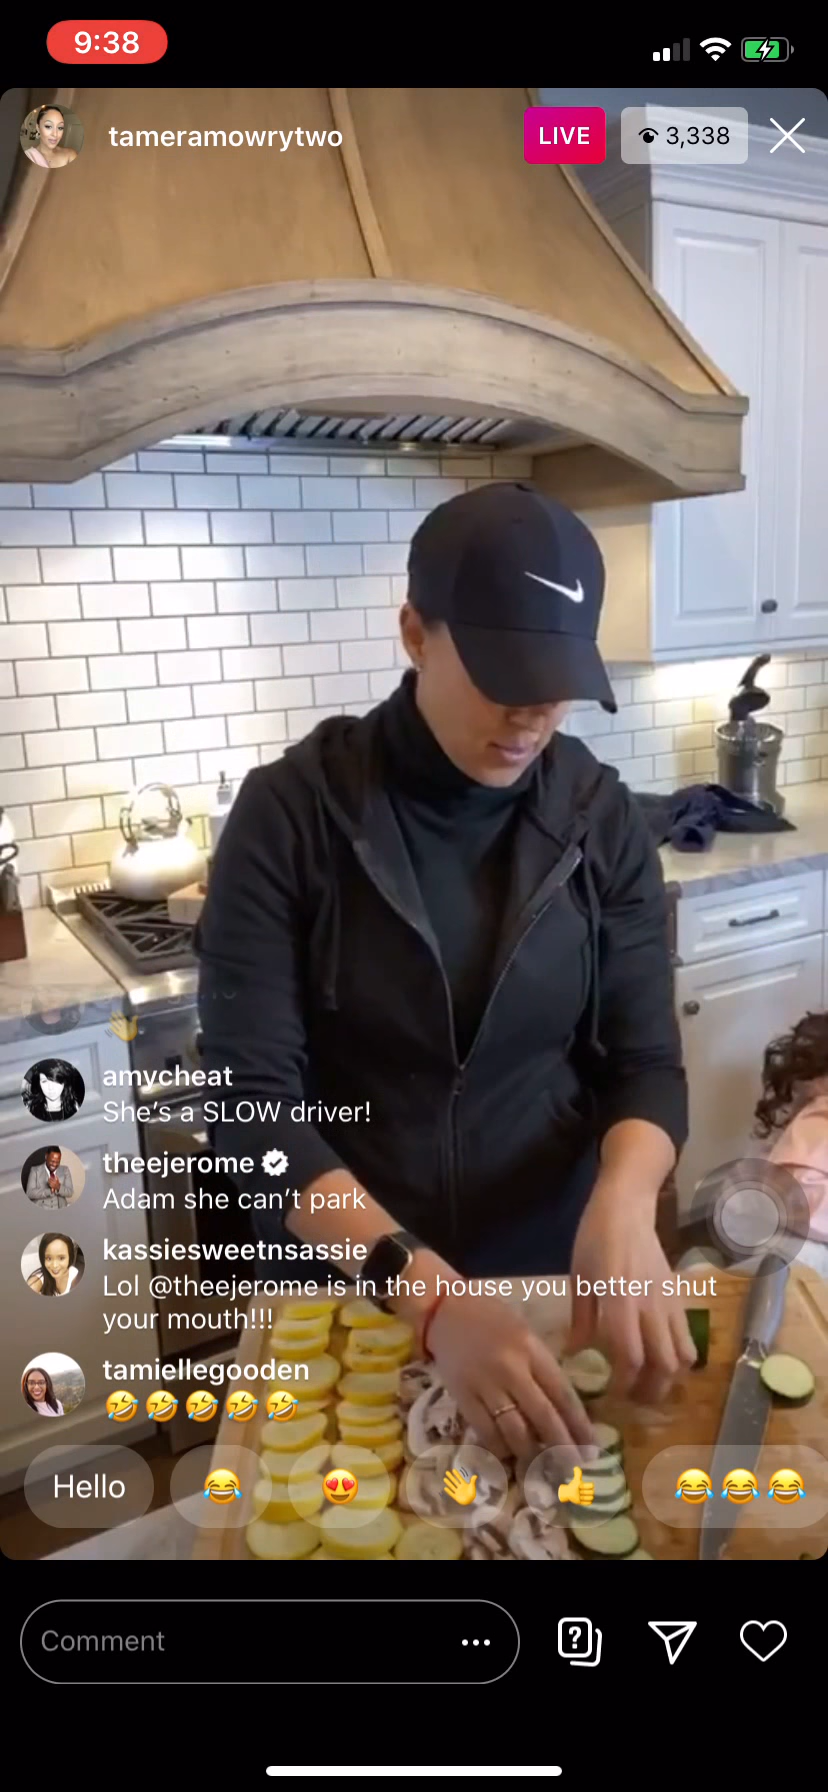 9:38
tameramowrytwo
LIVE
3,338
amycheat
She's a SLOW driver!
theejerome
Adam she can't park
kassiesweetnsassie
Lol @theejerome is in the house you better shut
your mouth!!!
tamiellegooden
🤣🤣🤣🤣🤣
Hello
😂 😍 👋 👍 😂😂😂
Comment